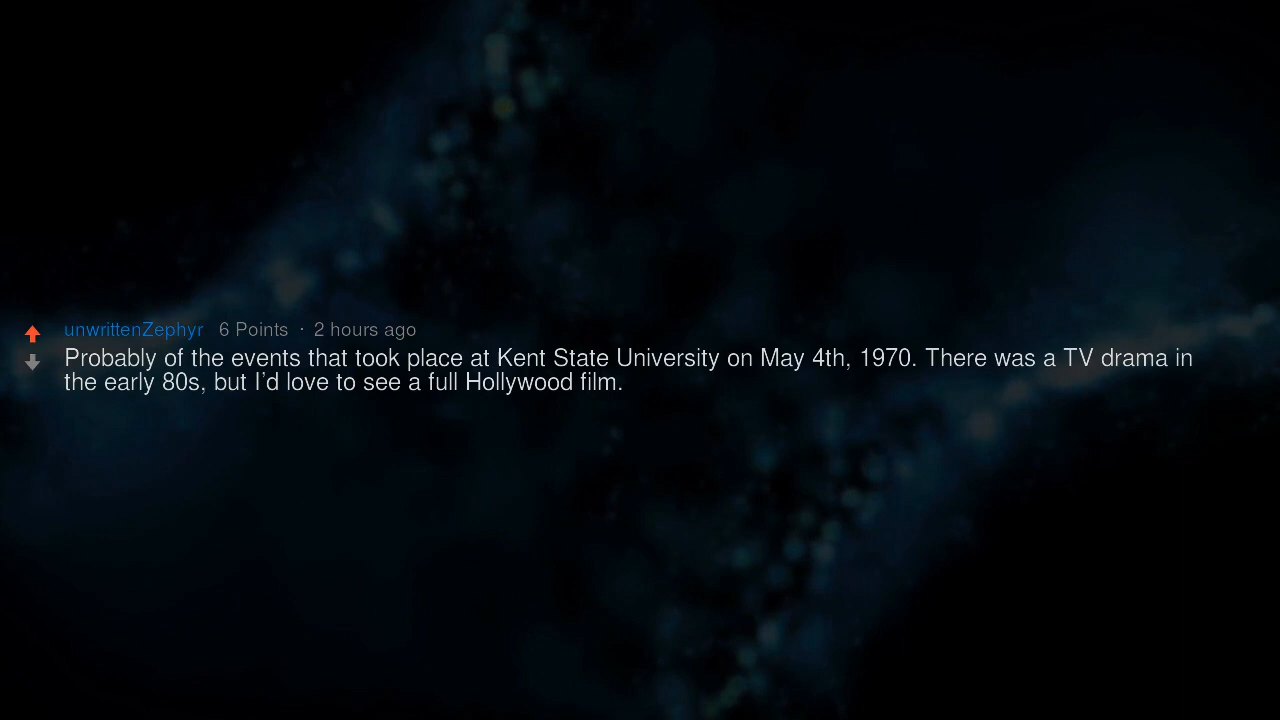 unwrittenZephyr 6 Points · 2 hours ago
Probably of the events that took place at Kent State University on May 4th, 1970. There was a TV drama in
the early 80s, but I'd love to see a full Hollywood film.